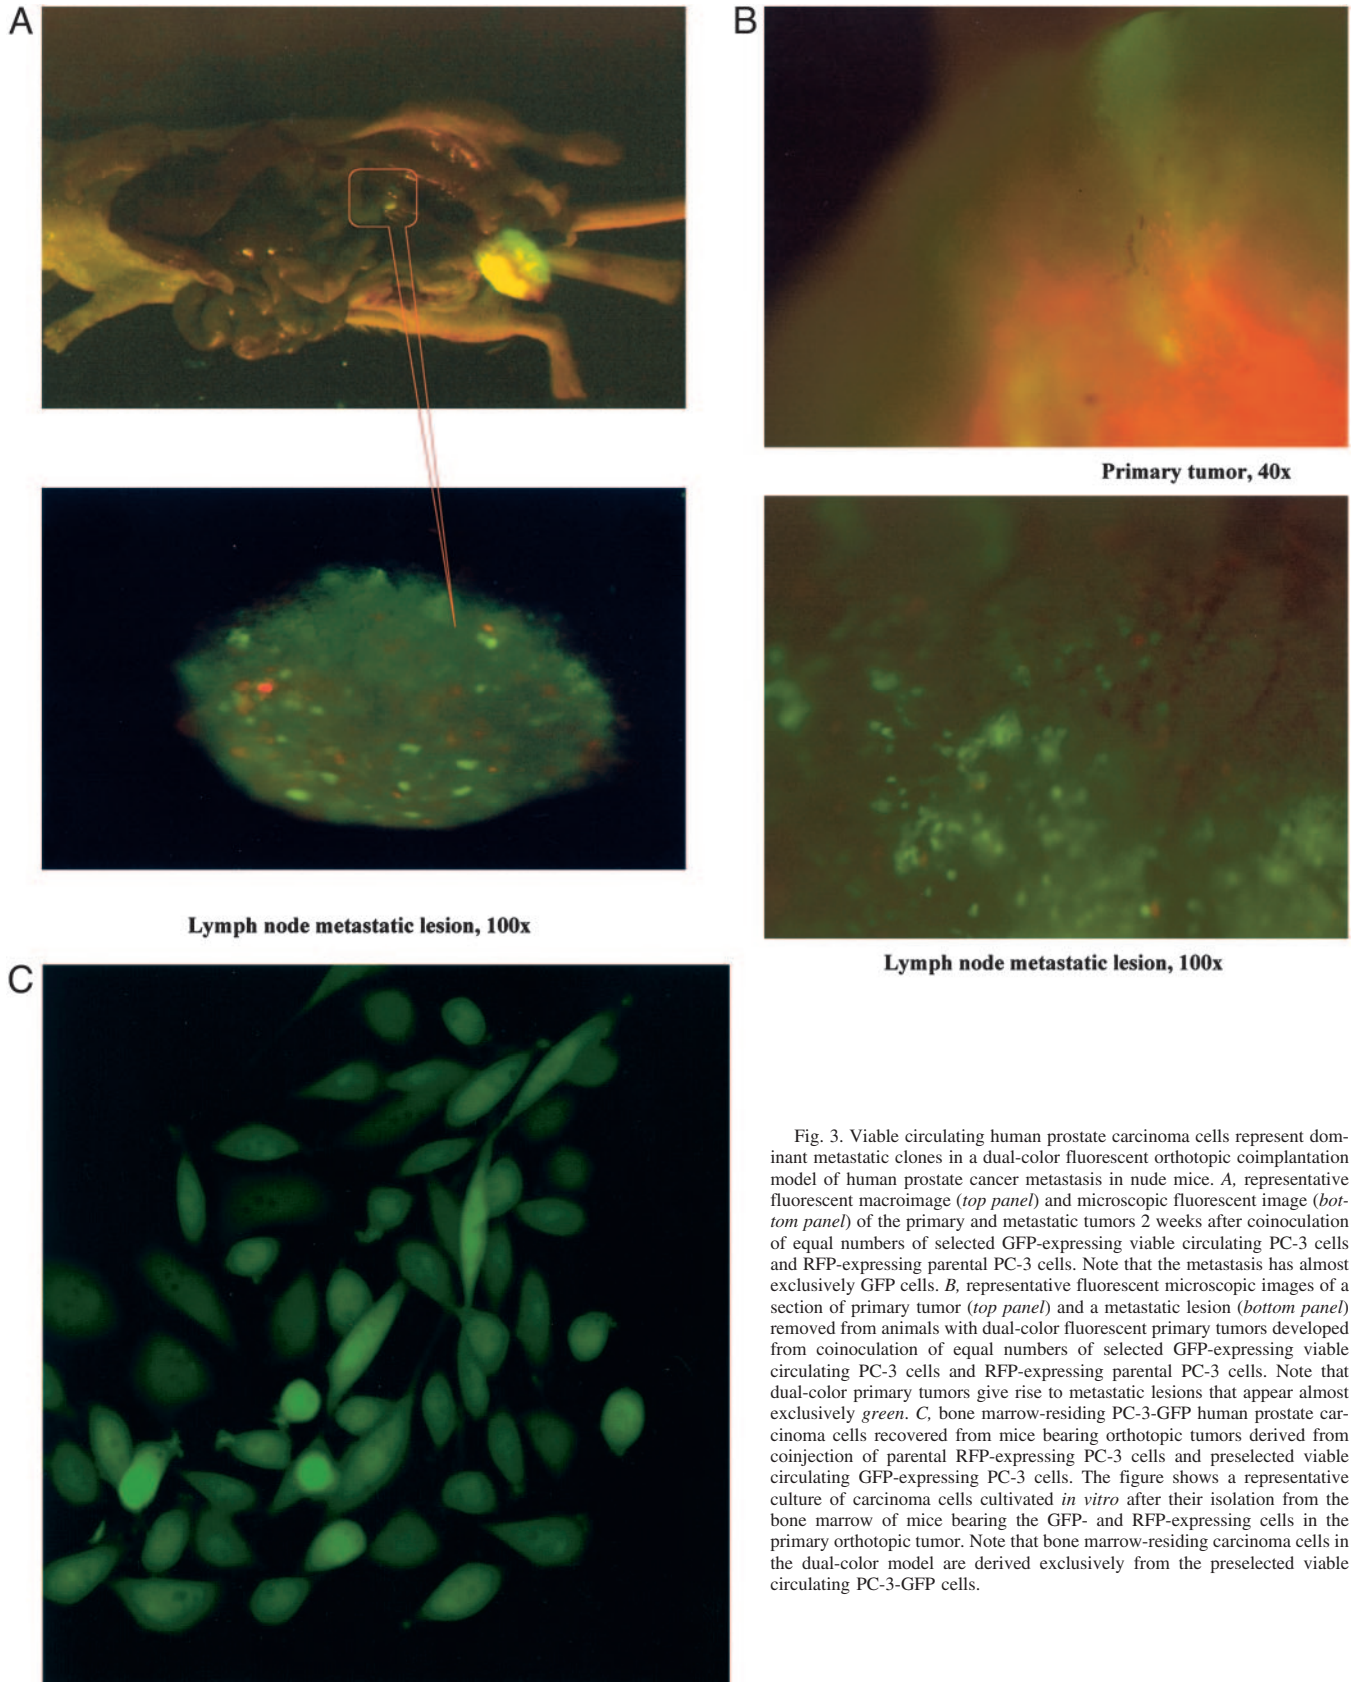 A
B
Primary tumor, 40x
Lymph node metastatic lesion, 100x
Lymph node metastatic lesion, 100x
C
Fig. 3. Viable circulating human prostate carcinoma cells represent dom-
inant metastatic clones in a dual-color fluorescent orthotopic coimplantation
model of human prostate cancer metastasis in nude mice. A, representative
fluorescent macroimage (top panel) and microscopic fluorescent image (bot-
tom panel) of the primary and metastatic tumors 2 weeks after coinoculation
of equal numbers of selected GFP-expressing viable circulating PC-3 cells
and RFP-expressing parental PC-3 cells. Note that the metastasis has almost
exclusively GFP cells. B, representative fluorescent microscopic images of a
section of primary tumor (top panel) and a metastatic lesion (bottom panel)
removed from animals with dual-color fluorescent primary tumors developed
from coinoculation of equal numbers of selected GFP-expressing viable
circulating PC-3 cells and RFP-expressing parental PC-3 cells. Note that
dual-color primary tumors give rise to metastatic lesions that appear almost
exclusively green. C, bone marrow-residing PC-3-GFP human prostate car-
cinoma cells recovered from mice bearing orthotopic tumors derived from
coinjection of parental RFP-expressing PC-3 cells and preselected viable
circulating GFP-expressing PC-3 cells. The figure shows a representative
culture of carcinoma cells cultivated in vitro after their isolation from the
bone marrow of mice bearing the GFP- and RFP-expressing cells in the
primary orthotopic tumor. Note that bone marrow-residing carcinoma cells in
the dual-color model are derived exclusively from the preselected viable
circulating PC-3-GFP cells.